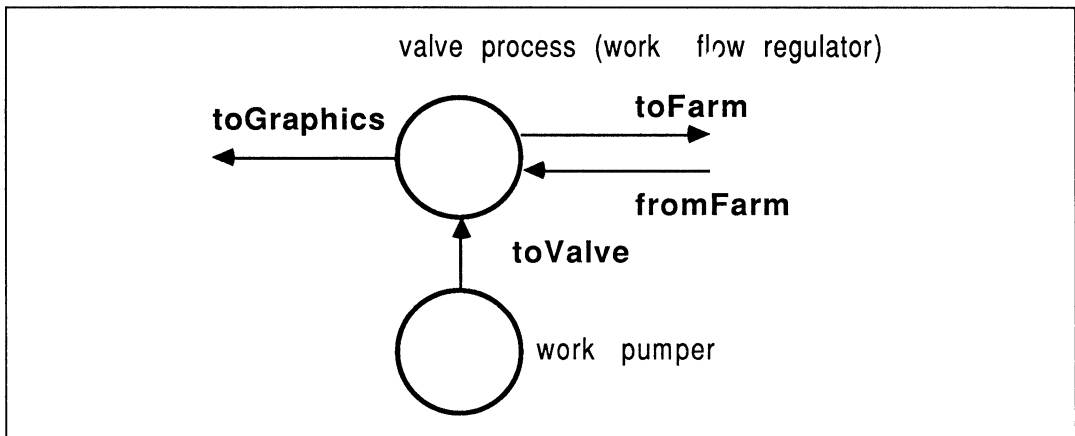 valve process (work flow regulator)
toGraphics
toFarm
fromFarm
toValve
work pumper